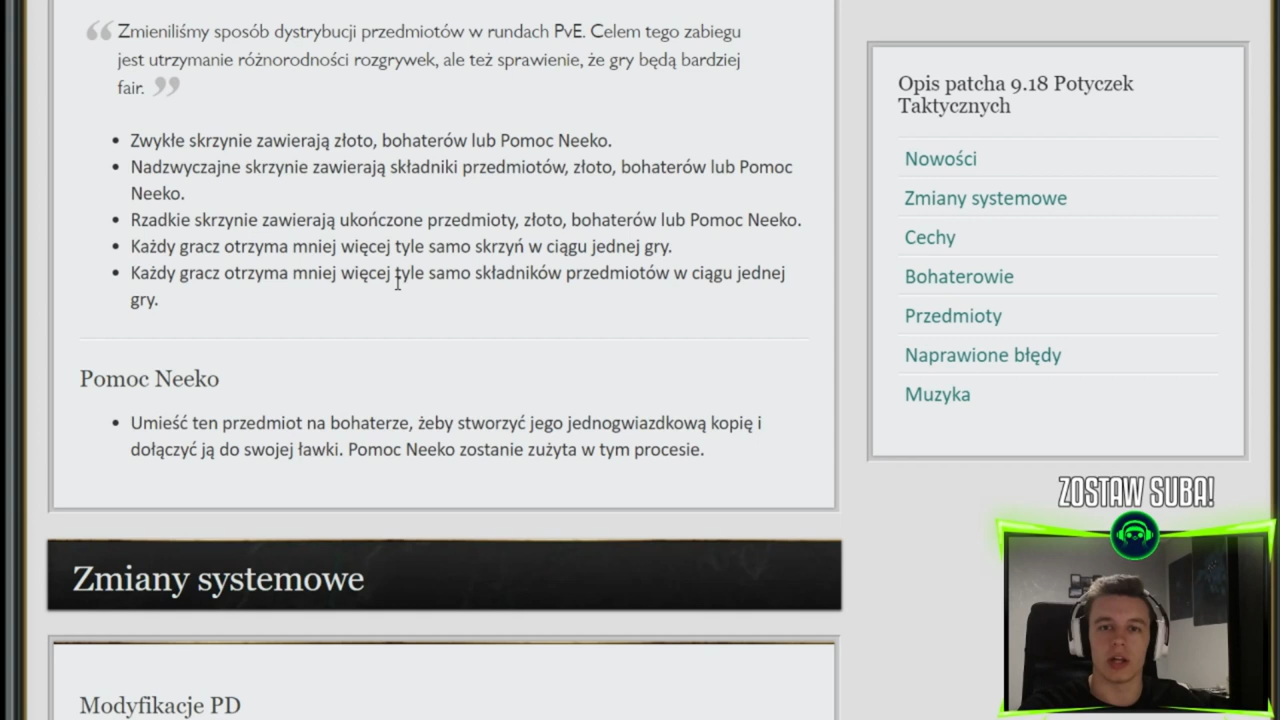 Zmieniliśmy sposób dystrybucji przedmiotów w rundach PvE. Celem tego zabiegu
jest utrzymanie różnorodności rozgrywek, ale też sprawienie, że gry będą bardziej
fair.
• Zwykłe skrzynie zawierają złoto, bohaterów lub Pomoc Neeko.
• Nadzwyczajne skrzynie zawierają składniki przedmiotów, złoto, bohaterów lub Pomoc
Neeko.
• Rzadkie skrzynie zawierają ukończone przedmioty, złoto, bohaterów lub Pomoc Neeko.
• Każdy gracz otrzyma mniej więcej tyle samo skrzyń w ciągu jednej gry.
• Każdy gracz otrzyma mniej więcej tyle samo składników przedmiotów w ciągu jednej
gry.
Pomoc Neeko
• Umieść ten przedmiot na bohaterze, żeby stworzyć jego jednogwiazdkową kopię i
dołączyć ją do swojej ławki. Pomoc Neeko zostanie zużyta w tym procesie.
Zmiany systemowe
Modyfikacje PD
Opis patcha 9.18 Potyczek
Taktycznych
Nowości
Zmiany systemowe
Cechy
Bohaterowie
Przedmioty
Naprawione błędy
Muzyka
ZOSTAW SUBA!